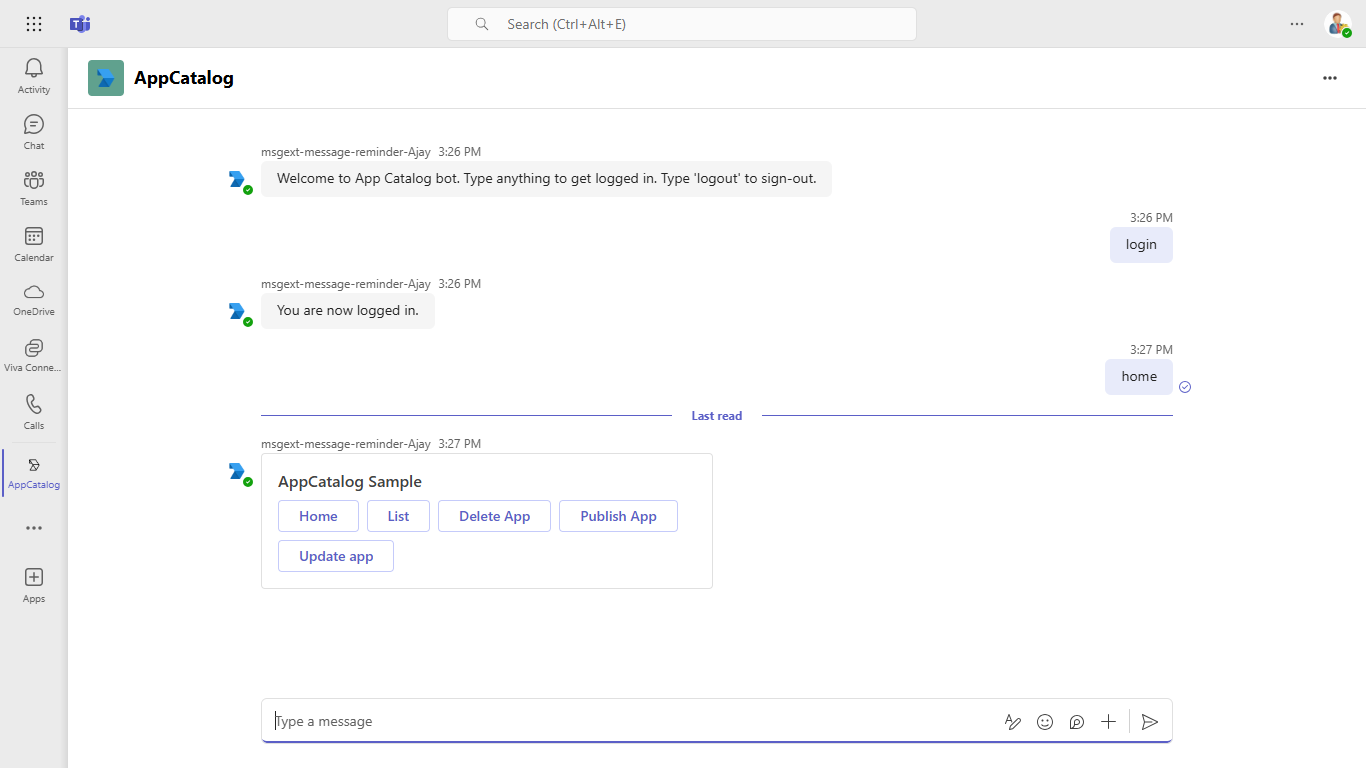 Search (Ctrl+Alt+E)
Activity
Chat
Teams
Calendar
OneDrive
Viva Conne...
Calls
AppCatalog
Apps
AppCatalog
msgext-message-reminder-Ajay 3:26 PM
Welcome to App Catalog bot. Type anything to get logged in. Type 'logout' to sign-out.
3:26 PM
login
msgext-message-reminder-Ajay 3:26 PM
You are now logged in.
3:27 PM
home
Last read
msgext-message-reminder-Ajay 3:27 PM
AppCatalog Sample
Home List Delete App Publish App
Update app
Type a message